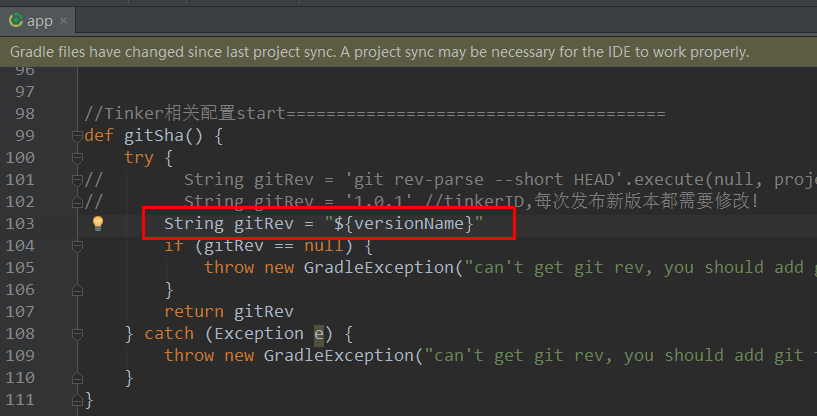 app ×
Gradle files have changed since last project sync. A project sync may be necessary for the IDE to work properly.
96
97
98 //Tinker相关配置start======================================
99 def gitSha() {
100 try {
101 // String gitRev = 'git rev-parse --short HEAD'.execute(null, proje
102 // String gitRev = '1.0.1' //tinkerID,每次发布新版本都需要修改!
103 String gitRev = "${versionName}"
104 if (gitRev == null) {
105 throw new GradleException("can't get git rev, you should add g
106 }
107 return gitRev
108 } catch (Exception e) {
109 throw new GradleException("can't get git rev, you should add git t
110 }
111 }